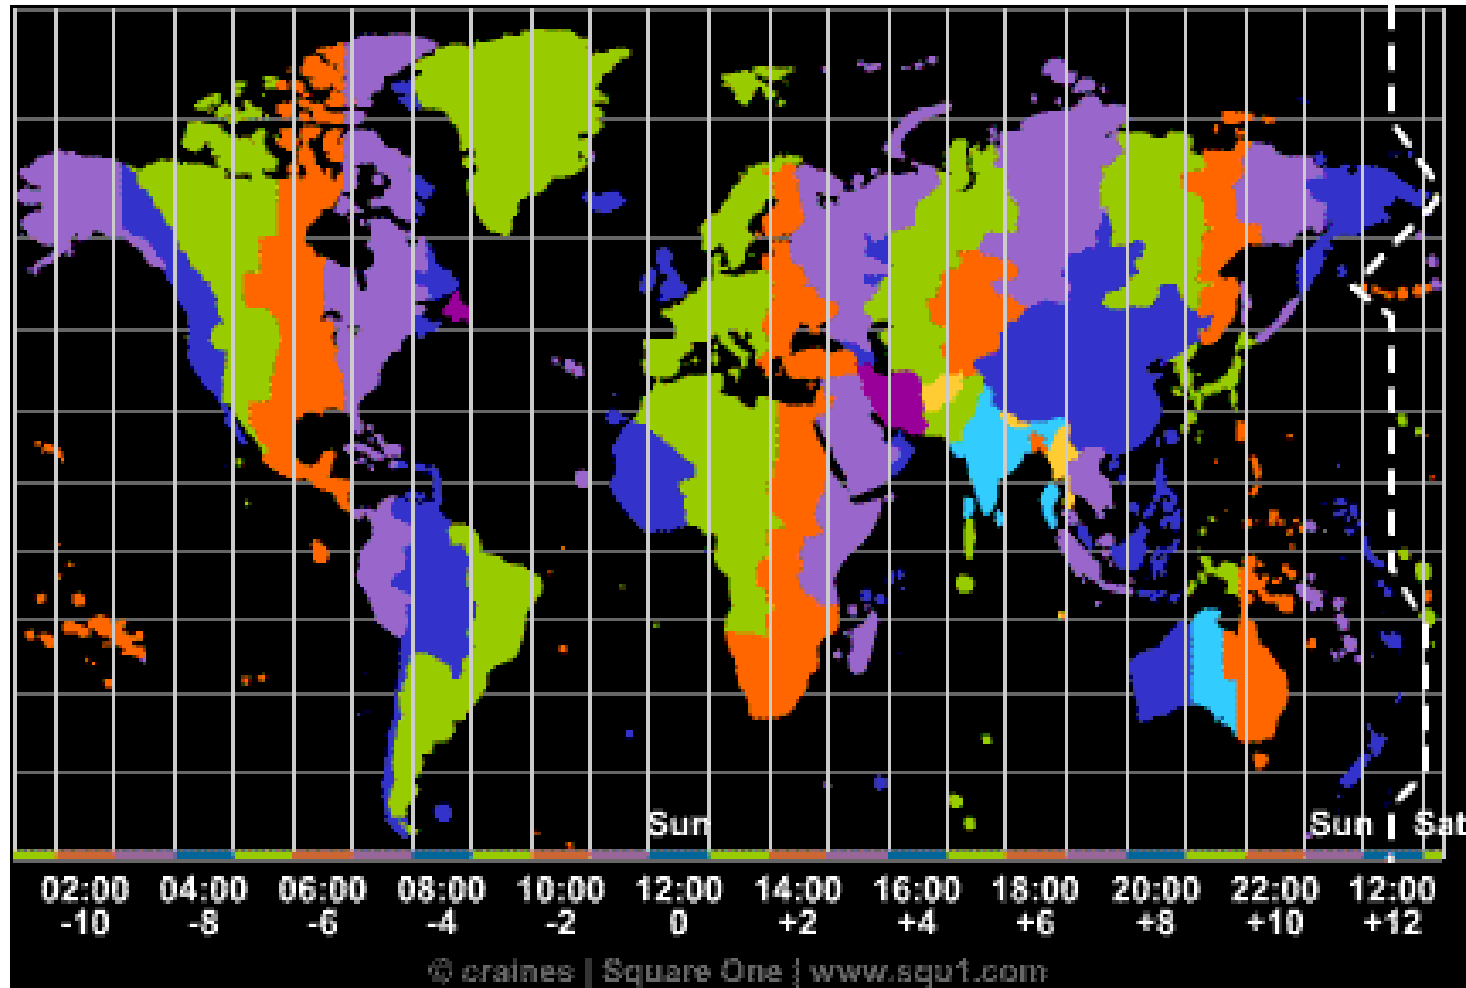 Sun Sun Sat
02:00 04:00 06:00 08:00 10:00 12:00 14:00 16:00 18:00 20:00 22:00 12:00
-10 -8 -6 -4 -2 0 +2 +4 +6 +8 +10 +12
© craines | Square One | www.squ1.com